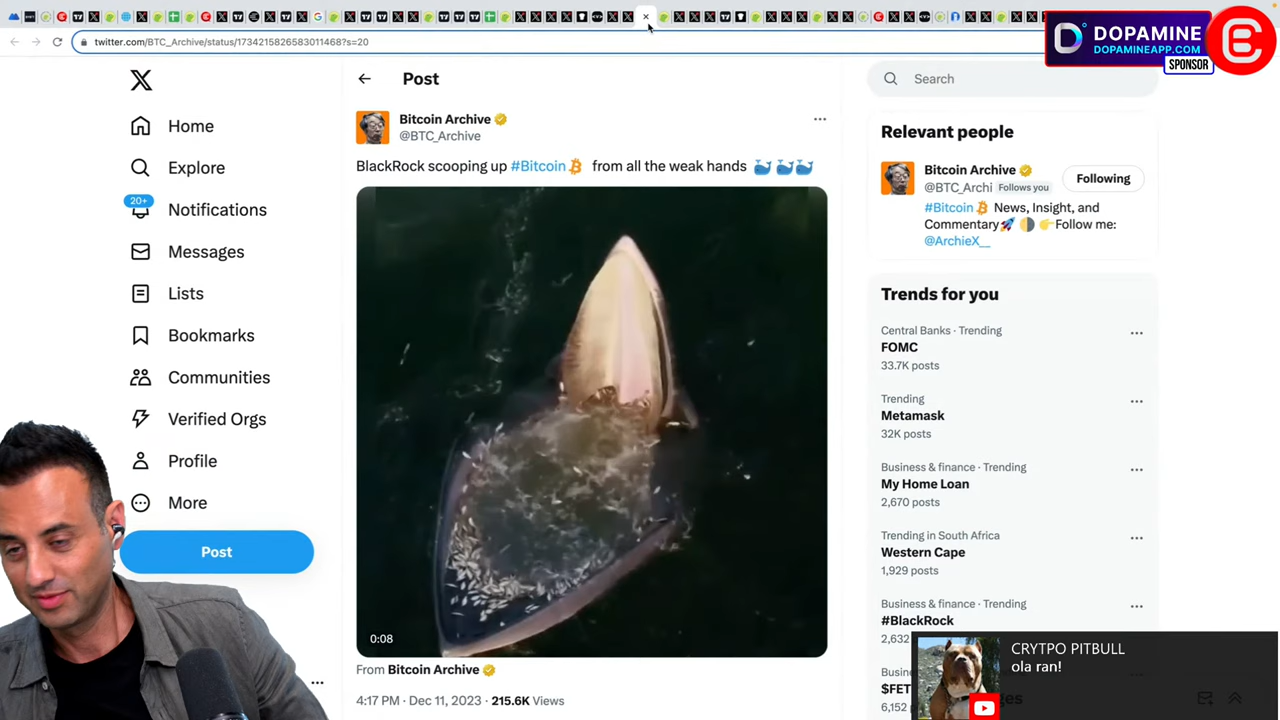 DOPAMINE
DOPAMINEAPP.COM
SPONSOR
twitter.com/BTC_Archive/status/1734215826583011468?s=20
Post
Search
Home
Explore
20+
Notifications
Messages
Lists
Bookmarks
Communities
Verified Orgs
Profile
More
Post
Bitcoin Archive
@BTC_Archive
BlackRock scooping up #Bitcoin from all the weak hands
0:08
From Bitcoin Archive
4:17 PM · Dec 11, 2023 · 215.6K Views
Relevant people
Bitcoin Archive
@BTC_Archi Follows you
Following
#Bitcoin News, Insight, and
Commentary Follow me:
@ArchieX__
Trends for you
Central Banks · Trending
FOMC
33.7K posts
Trending
Metamask
32K posts
Business & finance · Trending
My Home Loan
2,670 posts
Trending in South Africa
Western Cape
1,929 posts
Business & finance · Trending
#BlackRock
2,632
$FET
6,152
CRYTPO PITBULL
ola ran!